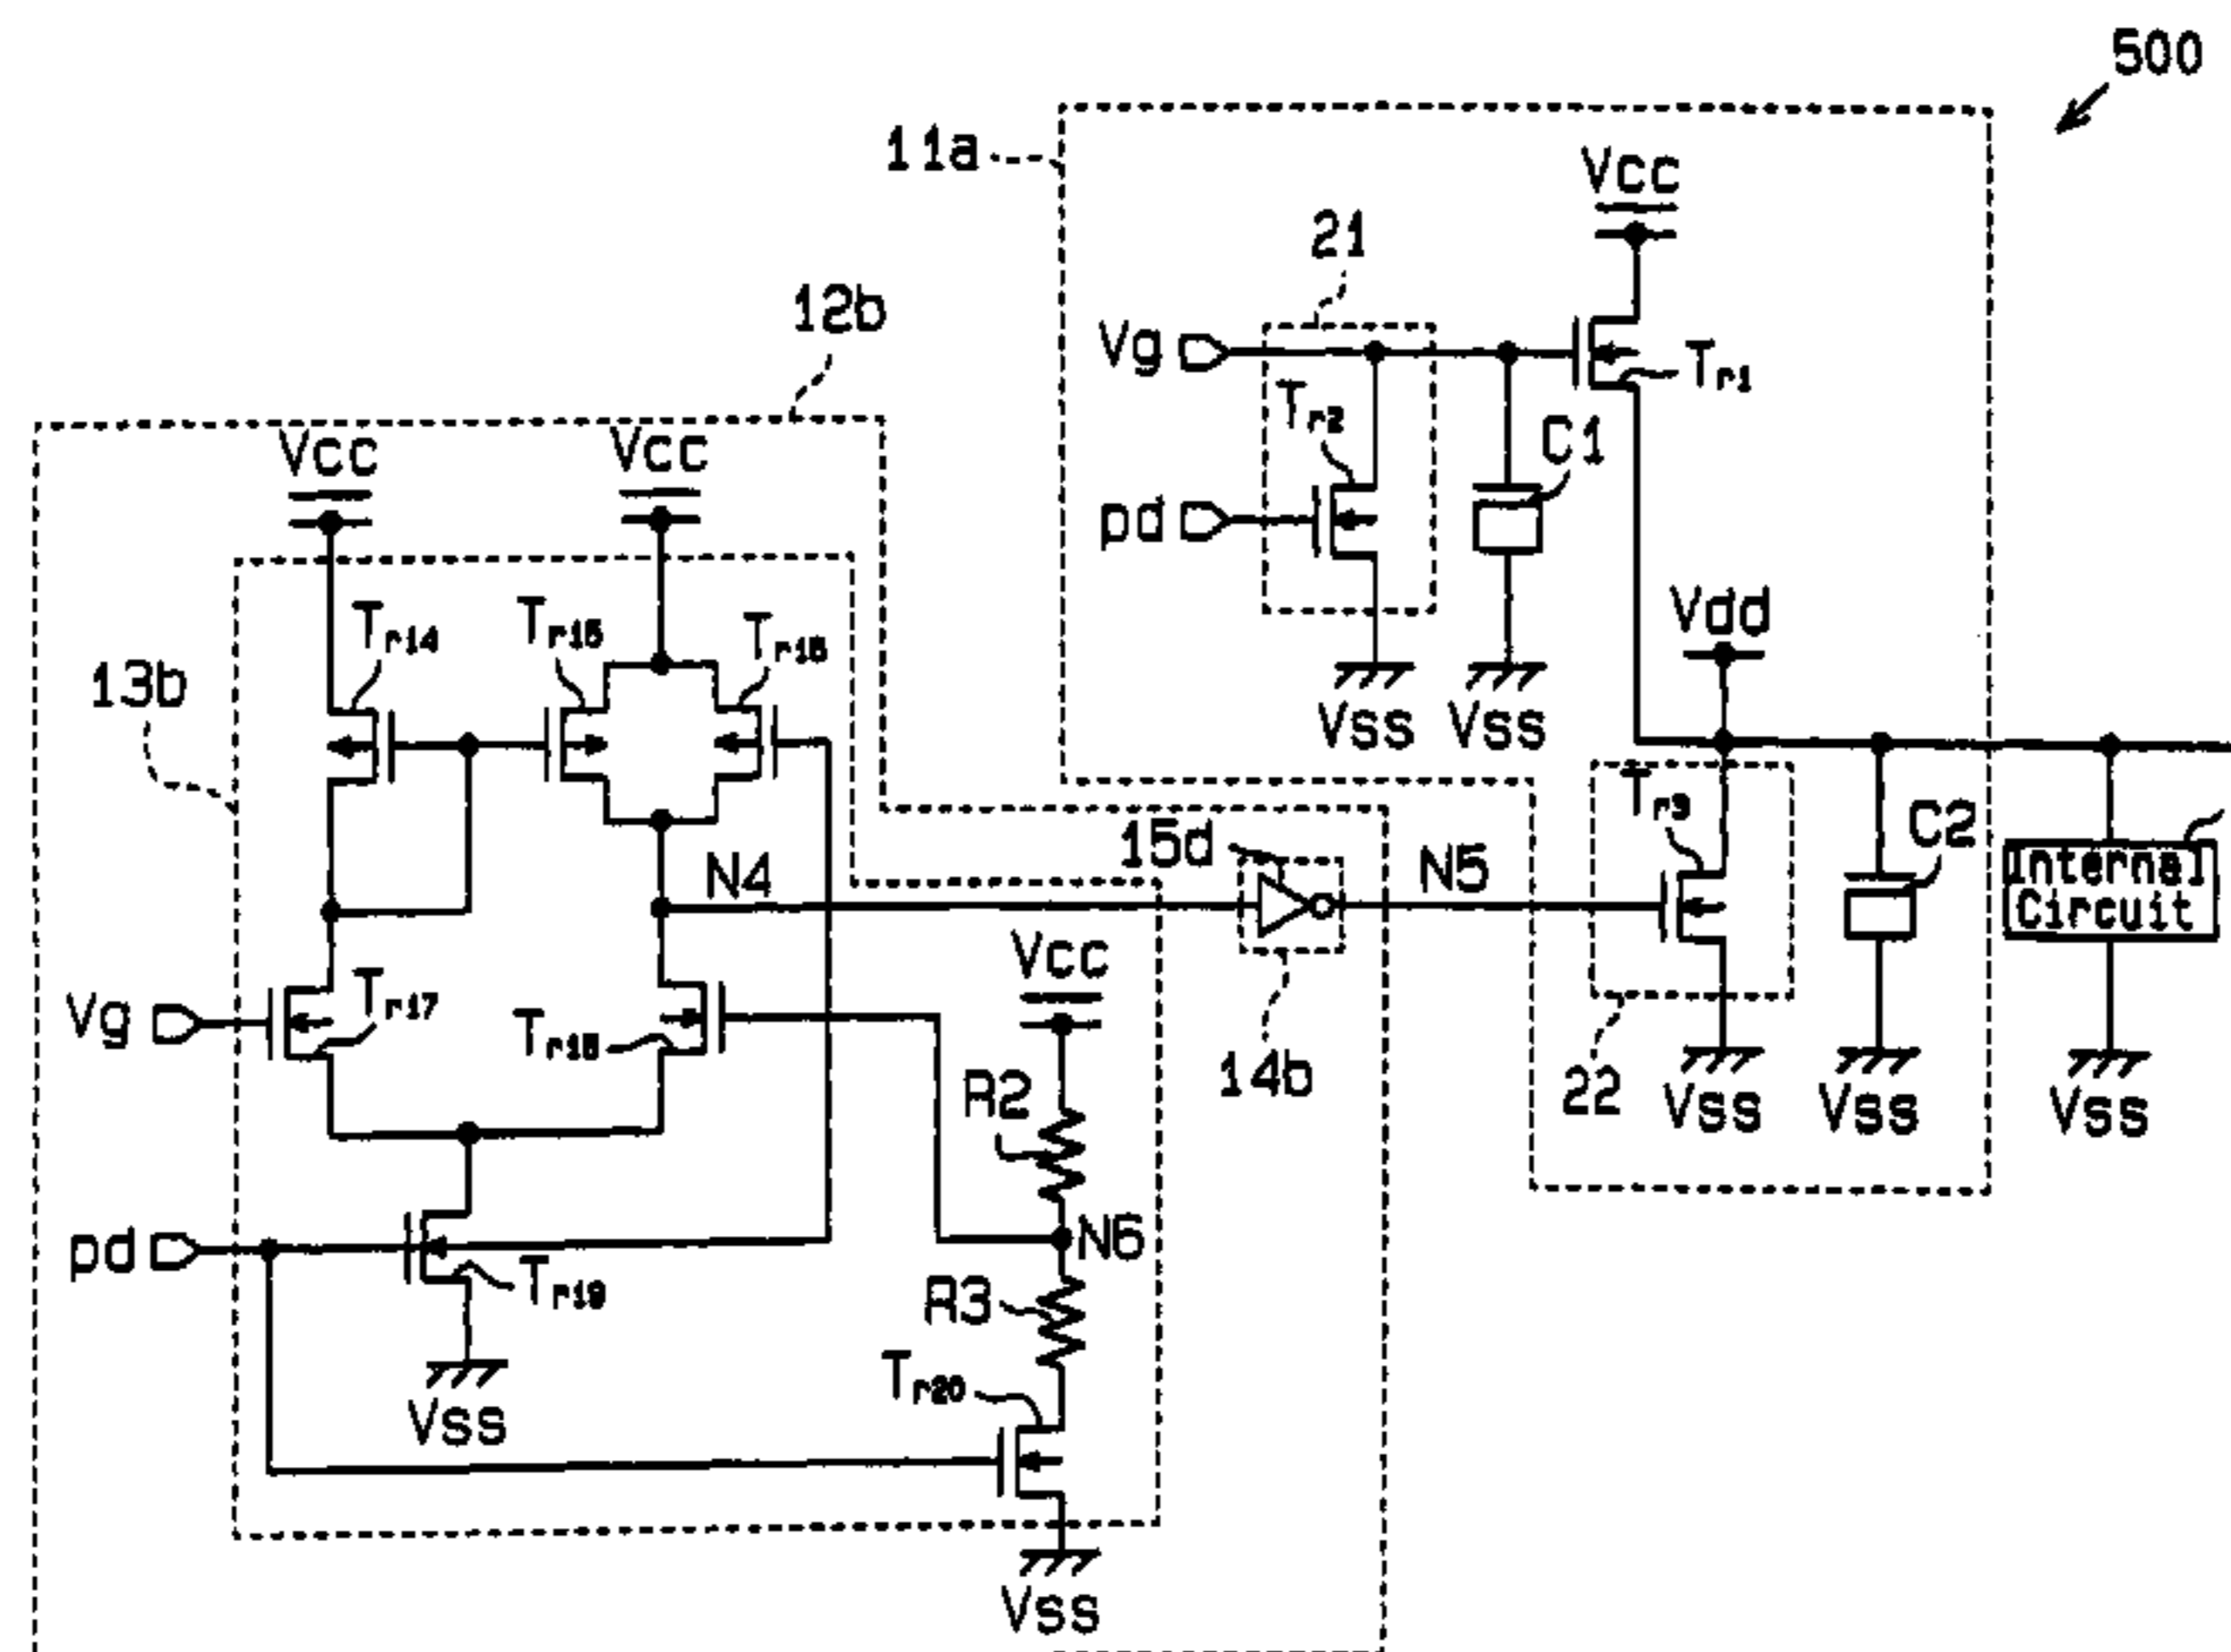 500
11a
Vcc
21
12b
Vg
Tr1
Tr2
C1
Vcc
Vcc
pd
Vdd
Tr14
Tr15
Tr16
13b
Vss
Vss
Tr3
15d
C2
N4
N5
Internal
Circuit
Vcc
Vg
Tr17
14b
22
R2
Vss
Vss
Vss
pd
N6
Tr19
R3
Tr20
Vss
Vss